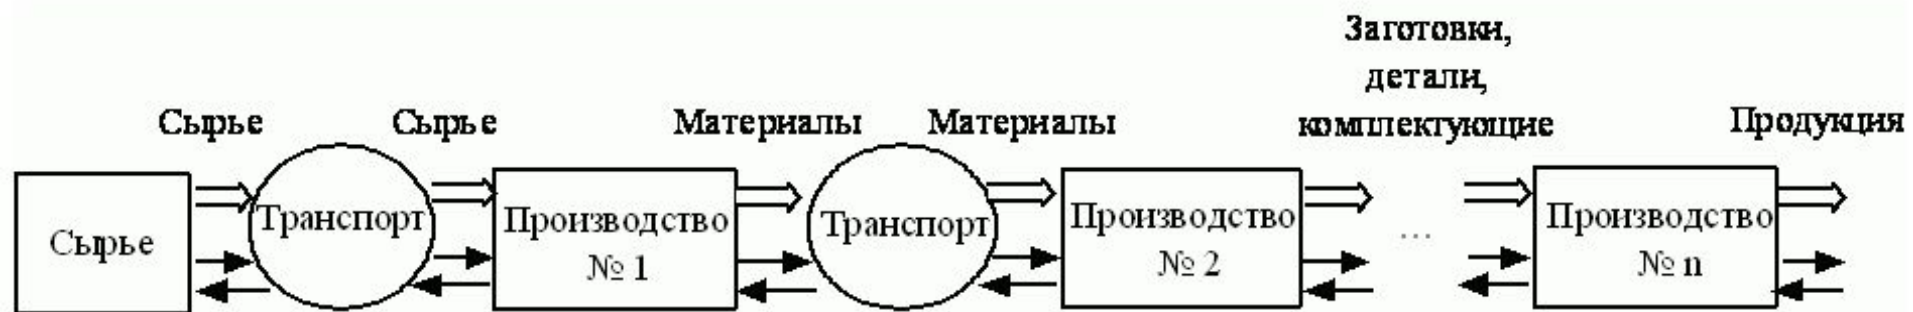 Заготовки,
детали,
комплектующие
Сырье
Сырье
Материалы
Материалы
Продукция
Сырье
Транспорт
Производство
№ 1
Транспорт
Производство
№ 2
...
Производство
№ n